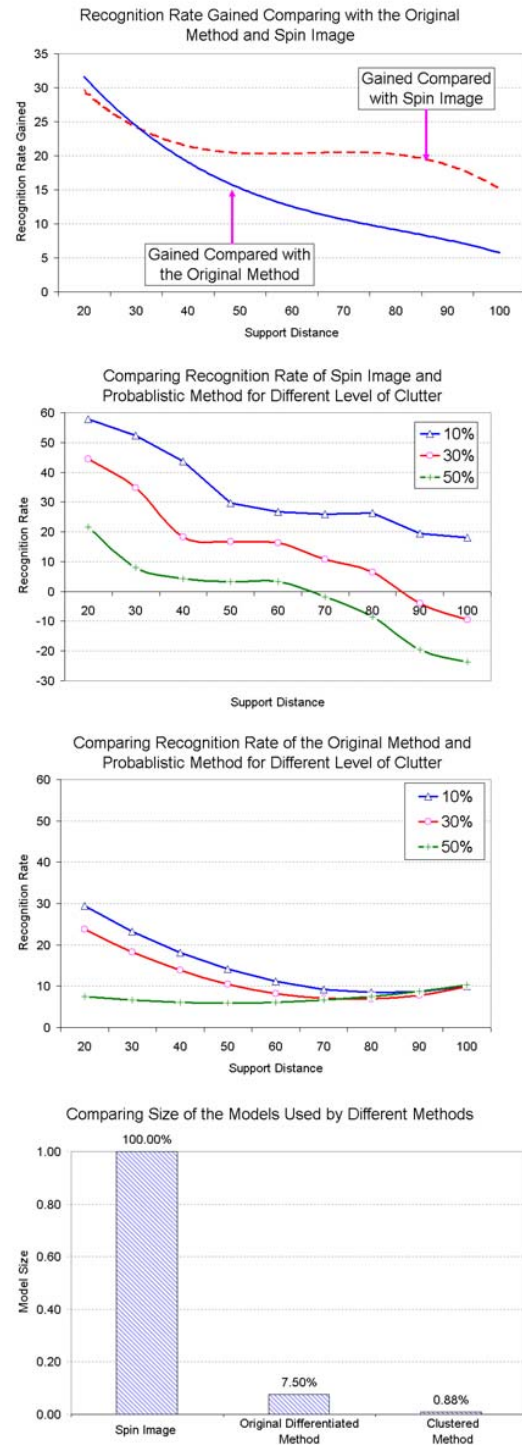 Recognition Rate Gained Comparing with the Original
Method and Spin Image
35
30
25
20
15
10
5
0
Recognition Rate Gained
Gained Compared
with Spin Image
Gained Compared with
the Original Method
20 30 40 50 60 70 80 90 100
Support Distance
Comparing Recognition Rate of Spin Image and
Probablistic Method for Different Level of Clutter
60
50
40
30
20
10
0
-10
-20
-30
Recognition Rate
10%
30%
50%
20 30 40 50 60 70 80 90 100
Support Distance
Comparing Recognition Rate of the Original Method and
Probablistic Method for Different Level of Clutter
60
50
40
30
20
10
0
Recognition Rate
10%
30%
50%
20 30 40 50 60 70 80 90 100
Support Distance
Comparing Size of the Models Used by Different Methods
1.00
0.80
0.60
0.40
0.20
0.00
Model Size
100.00%
7.50%
0.88%
Spin Image
Original Differentiated
Method
Clustered
Method